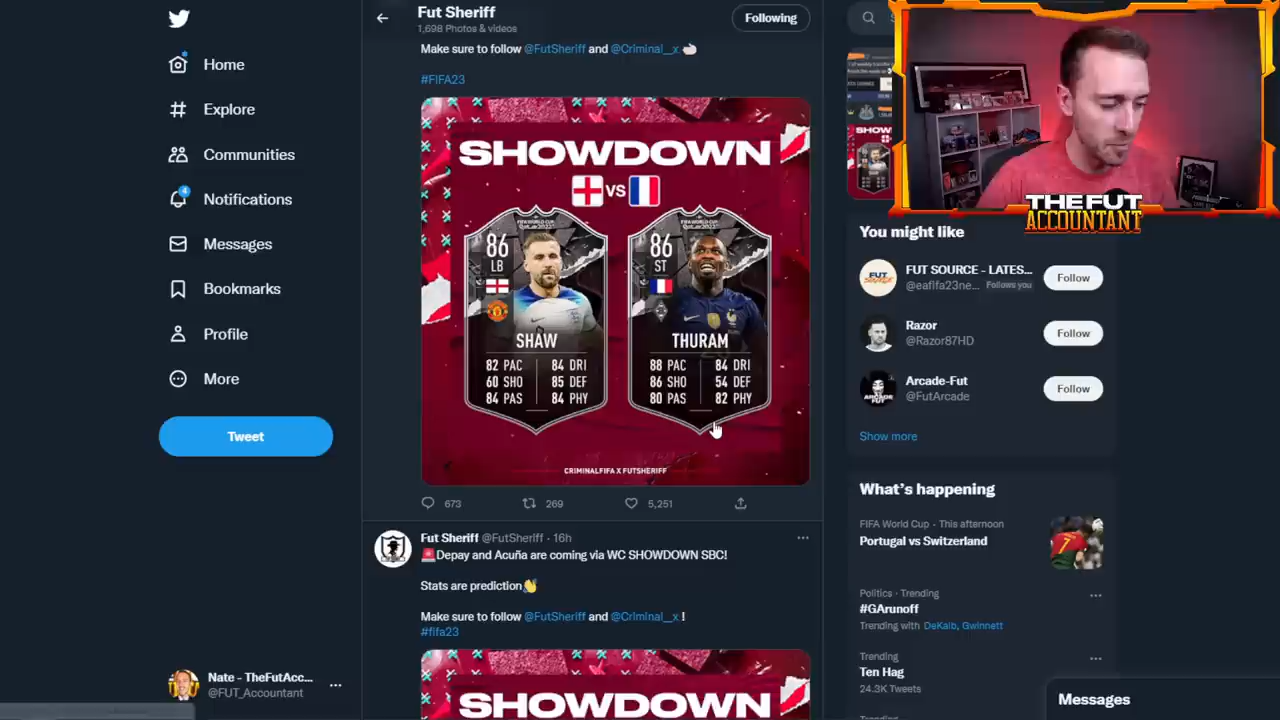 Fut Sheriff
1,698 Photos & videos
Following
Make sure to follow @FutSheriff and @Criminal__x
#FIFA23
SHOWDOWN
VS
86
LB
SHAW
82 PAC 84 DRI
60 SHO 85 DEF
84 PAS 84 PHY
86
ST
THURAM
88 PAC 84 DRI
86 SHO 54 DEF
80 PAS 82 PHY
CRIMINALFIFA X FUTSHERIFF
673 269 5,251
Fut Sheriff @FutSheriff · 16h
🚨Depay and Acuña are coming via WC SHOWDOWN SBC!
Stats are prediction👋
Make sure to follow @FutSheriff and @Criminal__x !
#fifa23
SHOWDOWN
Home
Explore
Communities
4
Notifications
Messages
Bookmarks
Profile
More
Tweet
Nate - TheFutAcc...
@FUT_Accountant
THE FUT
ACCOUNTANT
You might like
FUT SOURCE - LATES...
@eafifa23ne... Follows you
Follow
Razor
@Razor87HD
Follow
Arcade-Fut
@FutArcade
Follow
Show more
What's happening
FIFA World Cup · This afternoon
Portugal vs Switzerland
Politics · Trending
#GArunoff
Trending with DeKalb, Gwinnett
Trending
Ten Hag
24.3K Tweets
Messages